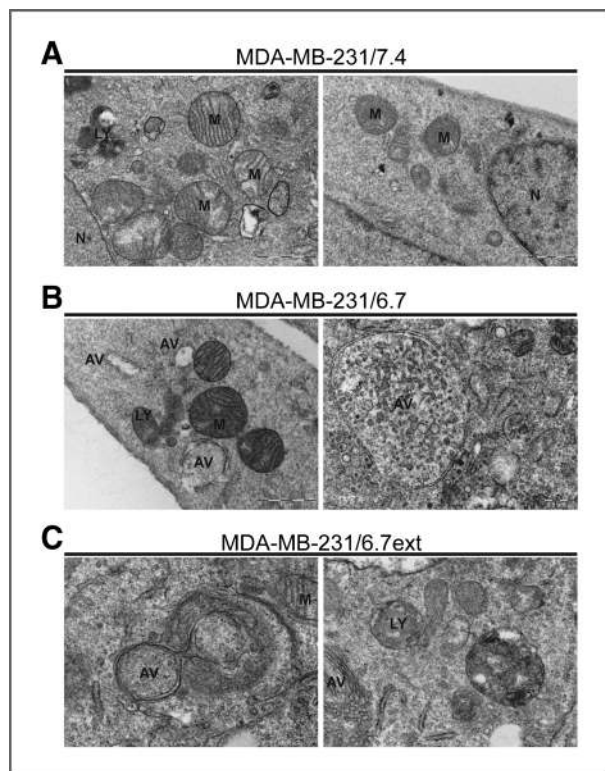 A
MDA-MB-231/7.4
M
LY
M
M
N
M
M
N
B
MDA-MB-231/6.7
AV
AV
LY
M
AV
AV
C
MDA-MB-231/6.7ext
M
AV
LY
AV